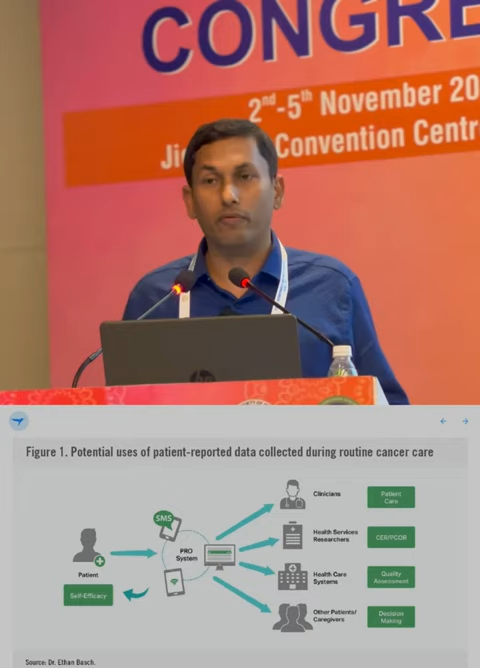 CONGRE
2nd-5th November 20
Convention Centr
Figure 1. Potential uses of patient-reported data collected during routine cancer care
SMS
PRO
System
Patient
Self-Efficacy
Clinicians
Patient
Care
Health Services
Researchers
CER/PCOR
Health Care
Systems
Quality
Assessment
Other Patients/
Caregivers
Decision
Making
Source: Dr. Ethan Basch.